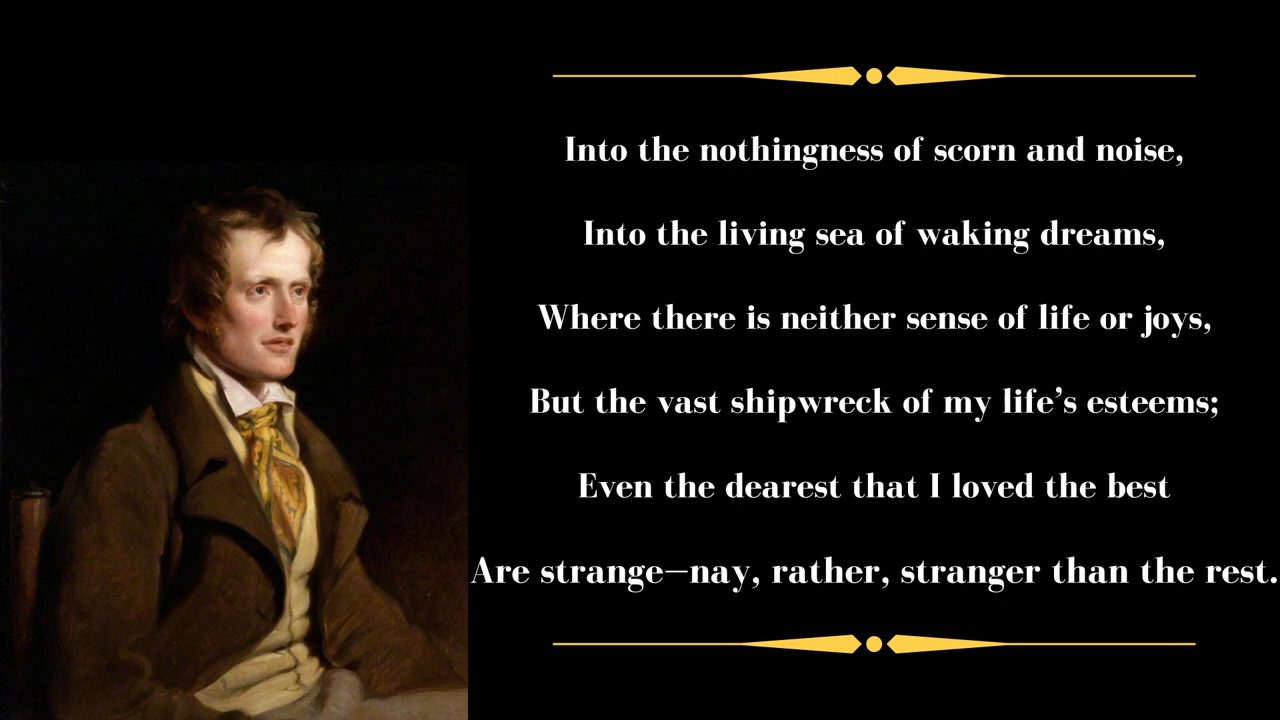 Into the nothingness of scorn and noise,
Into the living sea of waking dreams,
Where there is neither sense of life or joys,
But the vast shipwreck of my life’s esteems;
Even the dearest that I loved the best
Are strange—nay, rather, stranger than the rest.